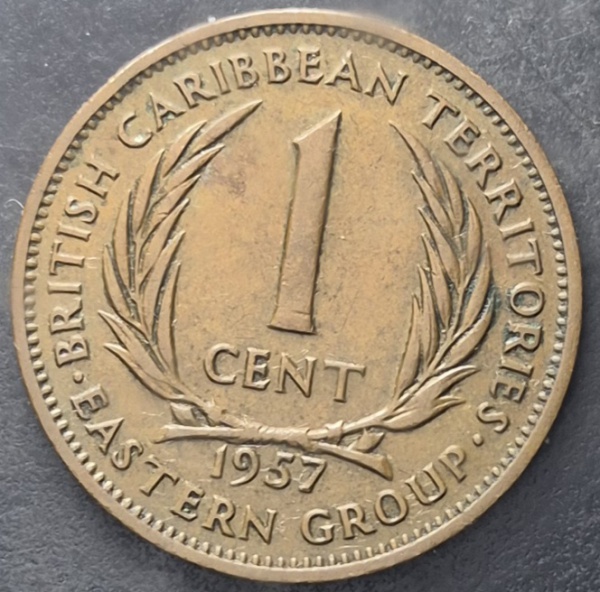 BRITISH CARIBBEAN TERRITORIES
1
CENT
1957
· EASTERN GROUP ·